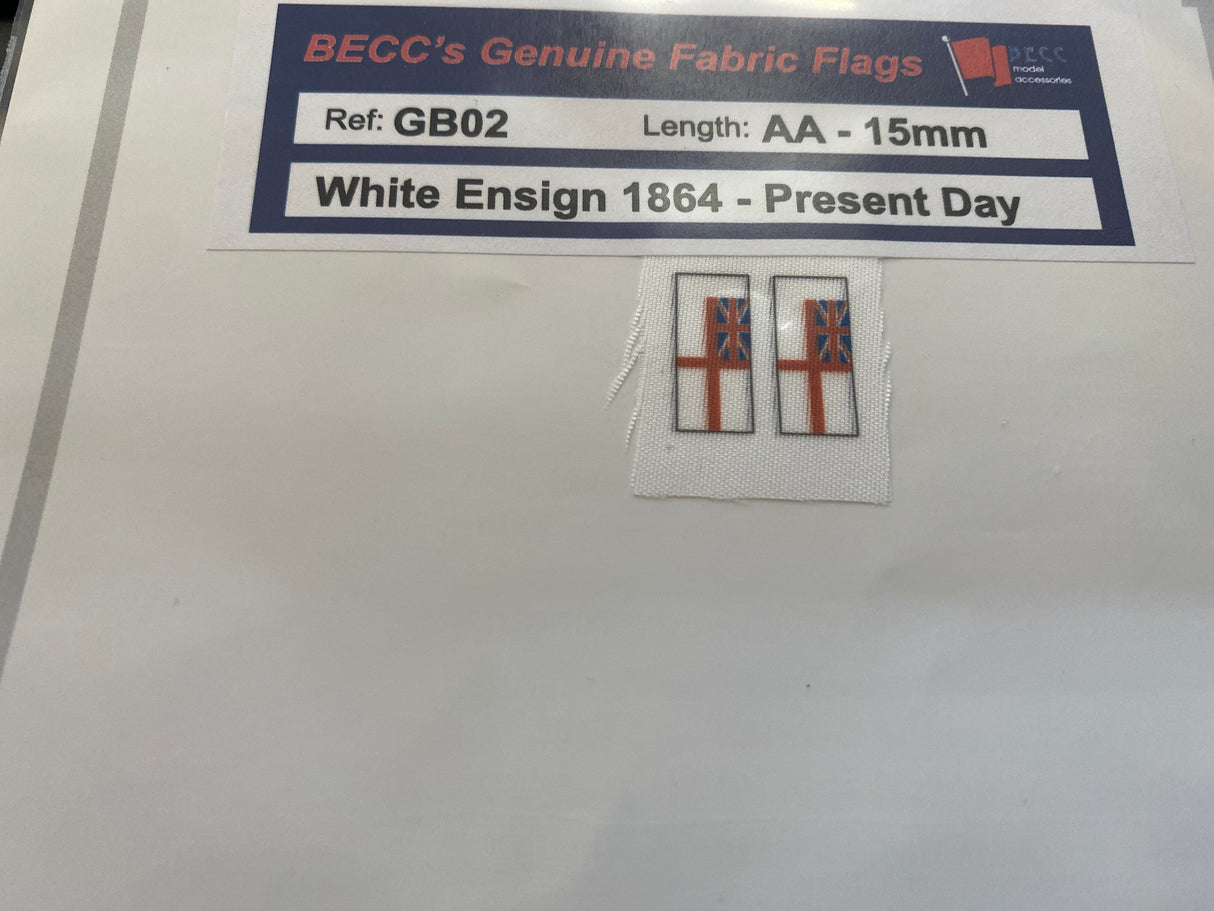 BECC's Genuine Fabric Flags
BECC
model
accessories
Ref: GB02 Length: AA - 15mm
White Ensign 1864 - Present Day